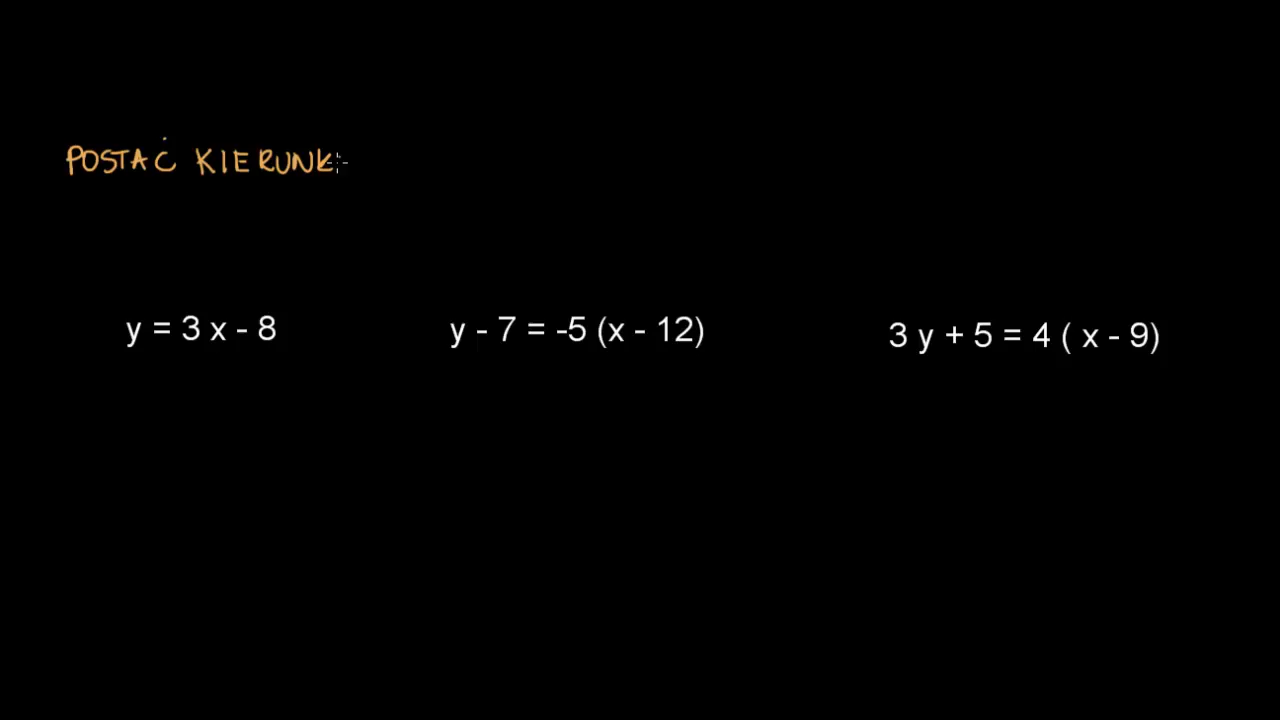 POSTAĆ KIERUNK
y = 3 x - 8
y - 7 = -5 (x - 12)
3 y + 5 = 4 ( x - 9)